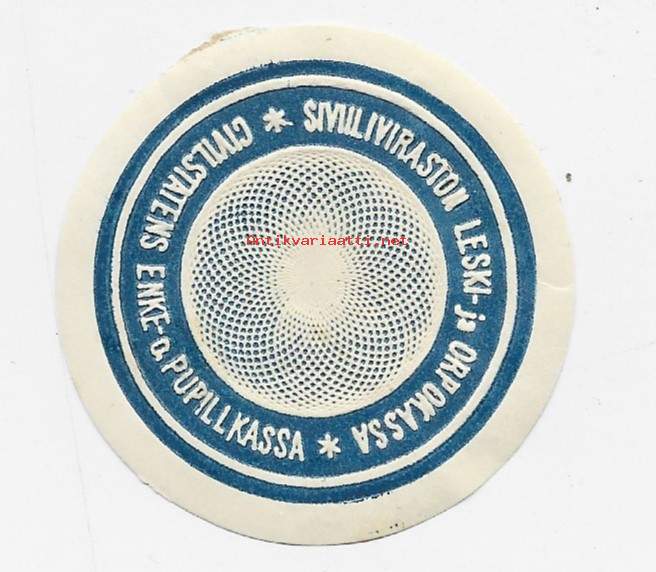 SIVIILIVIRASTON LESKI- ja ORPOKASSA *
CIVILSTATENS ENKE- o. PUPILLKASSA *
Antikvariaatti.net